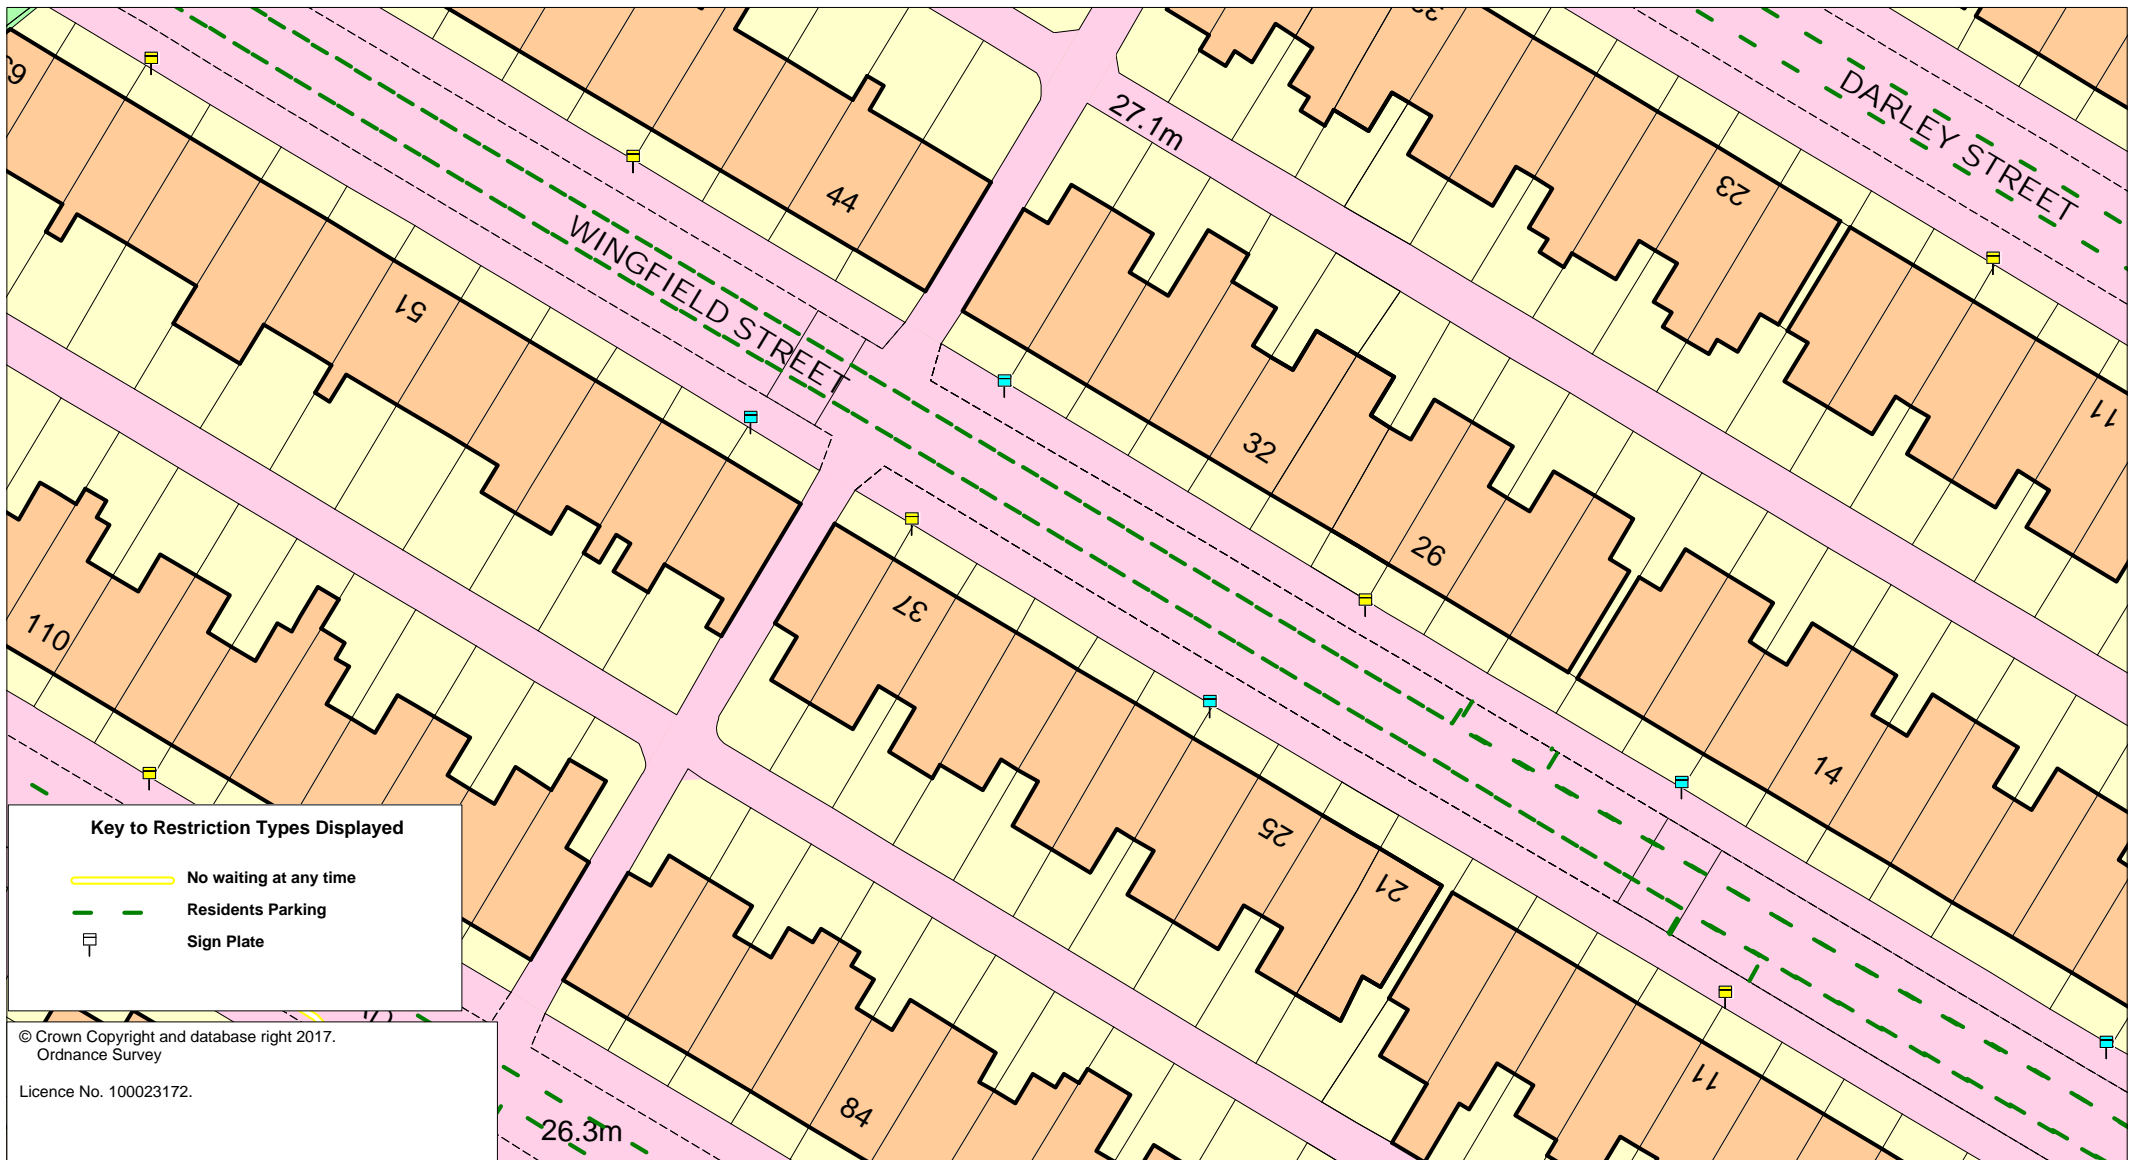 DARLEY STREET
27.1m
23
44
WINGFIELD STREET
51
11
32
26
37
110
14
25
21
11
84
26.3m
Key to Restriction Types Displayed
No waiting at any time
Residents Parking
Sign Plate
© Crown Copyright and database right 2017.
Ordnance Survey
Licence No. 100023172.